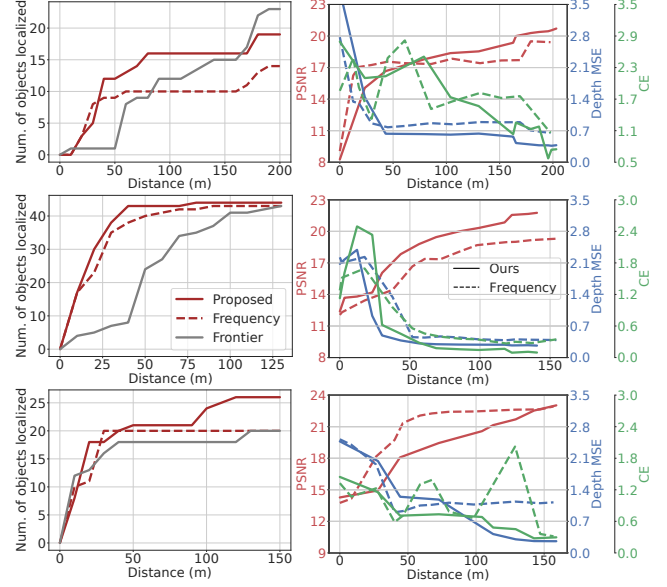 Num. of objects localized
20
15
10
5
0
0 50 100 150 200
Distance (m)
PSNR
23
20
17
14
11
8
0 50 100 150 200
Distance (m)
Depth MSE
3.5
2.8
2.1
1.4
0.7
0.0
CE
3.5
2.9
2.3
1.7
1.1
0.5
Num. of objects localized
40
30
20
10
0
0 25 50 75 100 125
Distance (m)
Proposed
Frequency
Frontier
PSNR
23
20
17
14
11
8
0 50 100 150
Distance (m)
Ours
Frequency
Depth MSE
3.5
2.8
2.1
1.4
0.7
0.0
CE
3.0
2.4
1.8
1.2
0.6
0.0
Num. of objects localized
25
20
15
10
5
0
0 50 100 150
Distance (m)
PSNR
24
21
18
15
12
9
0 50 100 150
Distance (m)
Depth MSE
3.5
2.8
2.1
1.4
0.7
0.0
CE
3.0
2.4
1.8
1.2
0.6
0.0